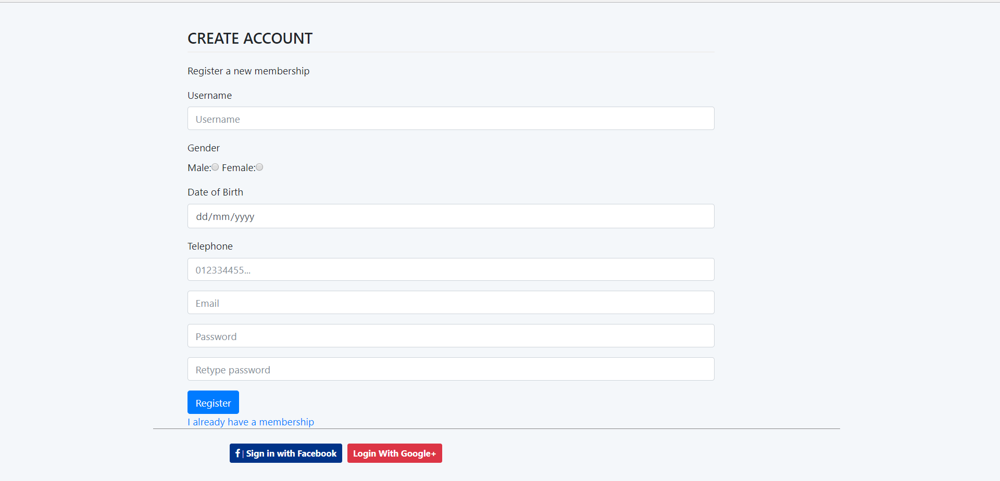 CREATE ACCOUNT
Register a new membership
Username
Username
Gender
Male: Female:
Date of Birth
dd/mm/yyyy
Telephone
012334455...
Email
Password
Retype password
Register
I already have a membership
f | Sign in with Facebook Login With Google+